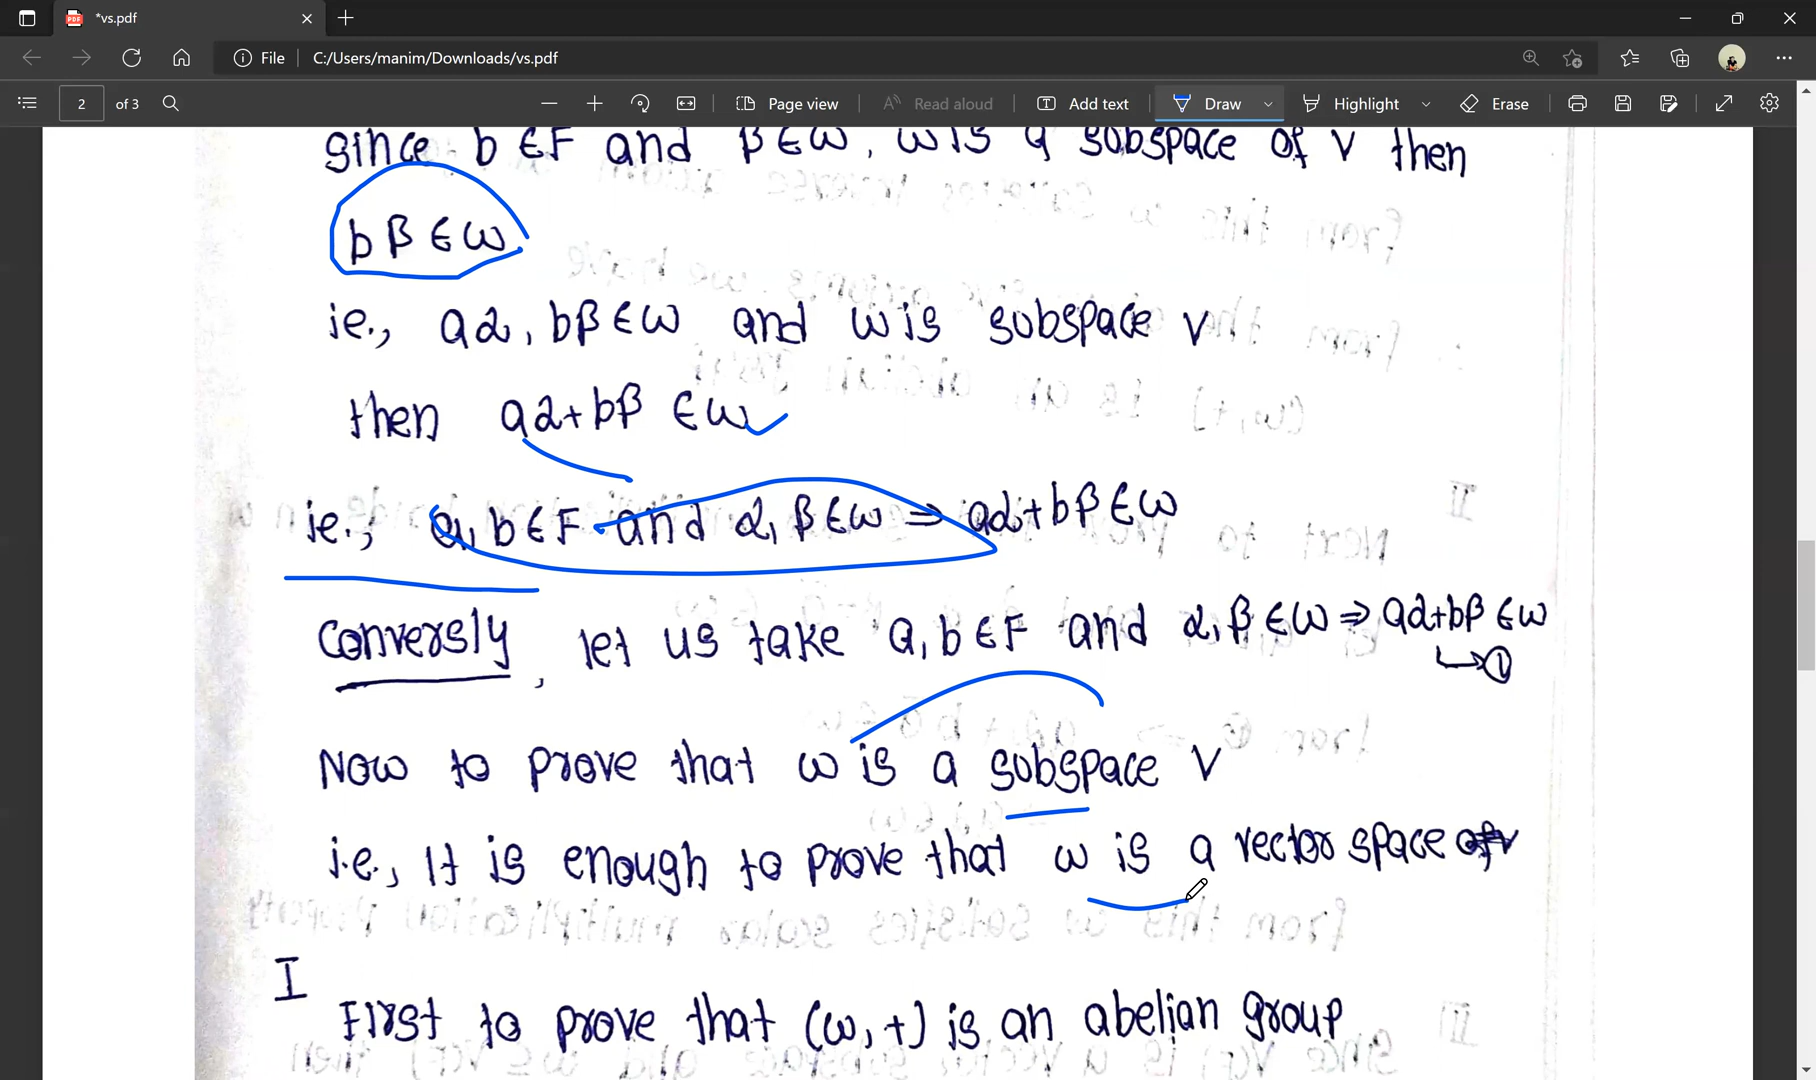 *vs.pdf
File C:/Users/manim/Downloads/vs.pdf
2 of 3 Page view Read aloud Add text Draw Highlight Erase
since b ∈ F and β ∈ ω, ω is a subspace of V then
bβ ∈ ω
ie., aα, bβ ∈ ω and ω is subspace V
then aα+bβ ∈ ω
ie., a, b ∈ F and α, β ∈ ω ⇒ aα+bβ ∈ ω
conversly, let us take a, b ∈ F and α, β ∈ ω ⇒ aα+bβ ∈ ω
→ ①
Now to prove that ω is a subspace V
i.e., It is enough to prove that ω is a vector space
I
First to prove that (ω, +) is an abelian group